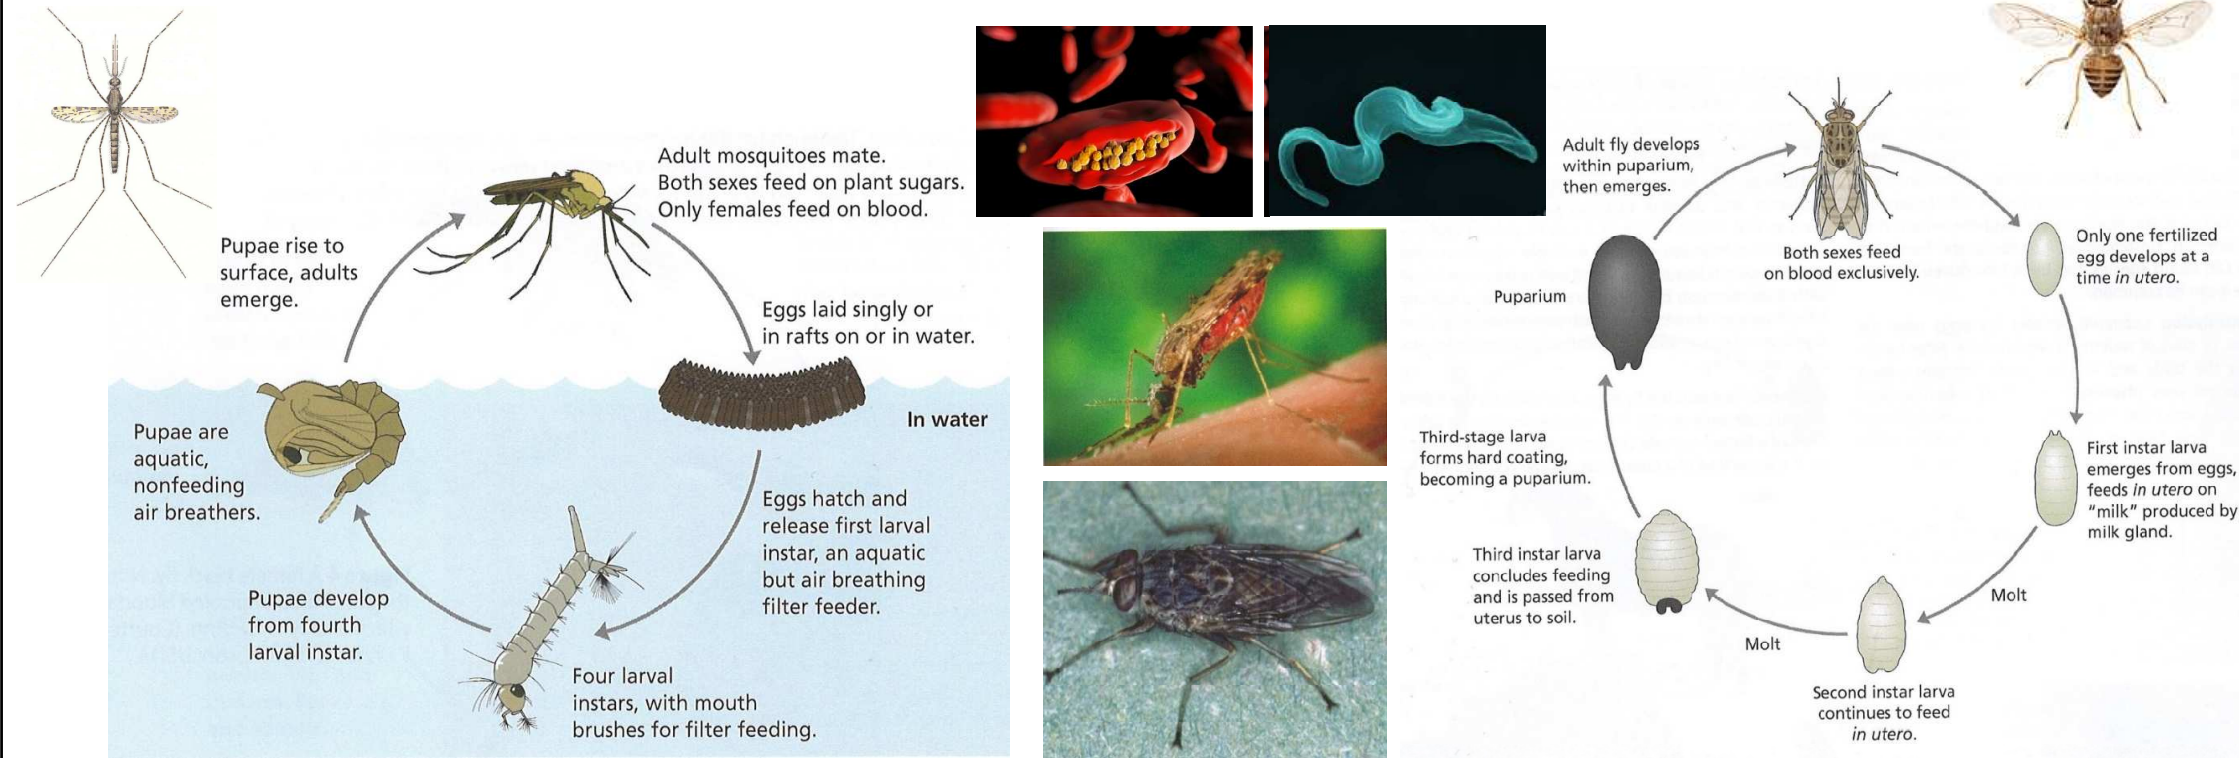 Adult mosquitoes mate.
Both sexes feed on plant sugars.
Only females feed on blood.
Eggs laid singly or
in rafts on or in water.
In water
Eggs hatch and
release first larval
instar, an aquatic
but air breathing
filter feeder.
Four larval
instars, with mouth
brushes for filter feeding.
Pupae develop
from fourth
larval instar.
Pupae are
aquatic,
nonfeeding
air breathers.
Pupae rise to
surface, adults
emerge.
Adult fly develops
within puparium,
then emerges.
Both sexes feed
on blood exclusively.
Only one fertilized
egg develops at a
time in utero.
First instar larva
emerges from eggs,
feeds in utero on
"milk" produced by
milk gland.
Molt
Second instar larva
continues to feed
in utero.
Molt
Third instar larva
concludes feeding
and is passed from
uterus to soil.
Third-stage larva
forms hard coating,
becoming a puparium.
Puparium